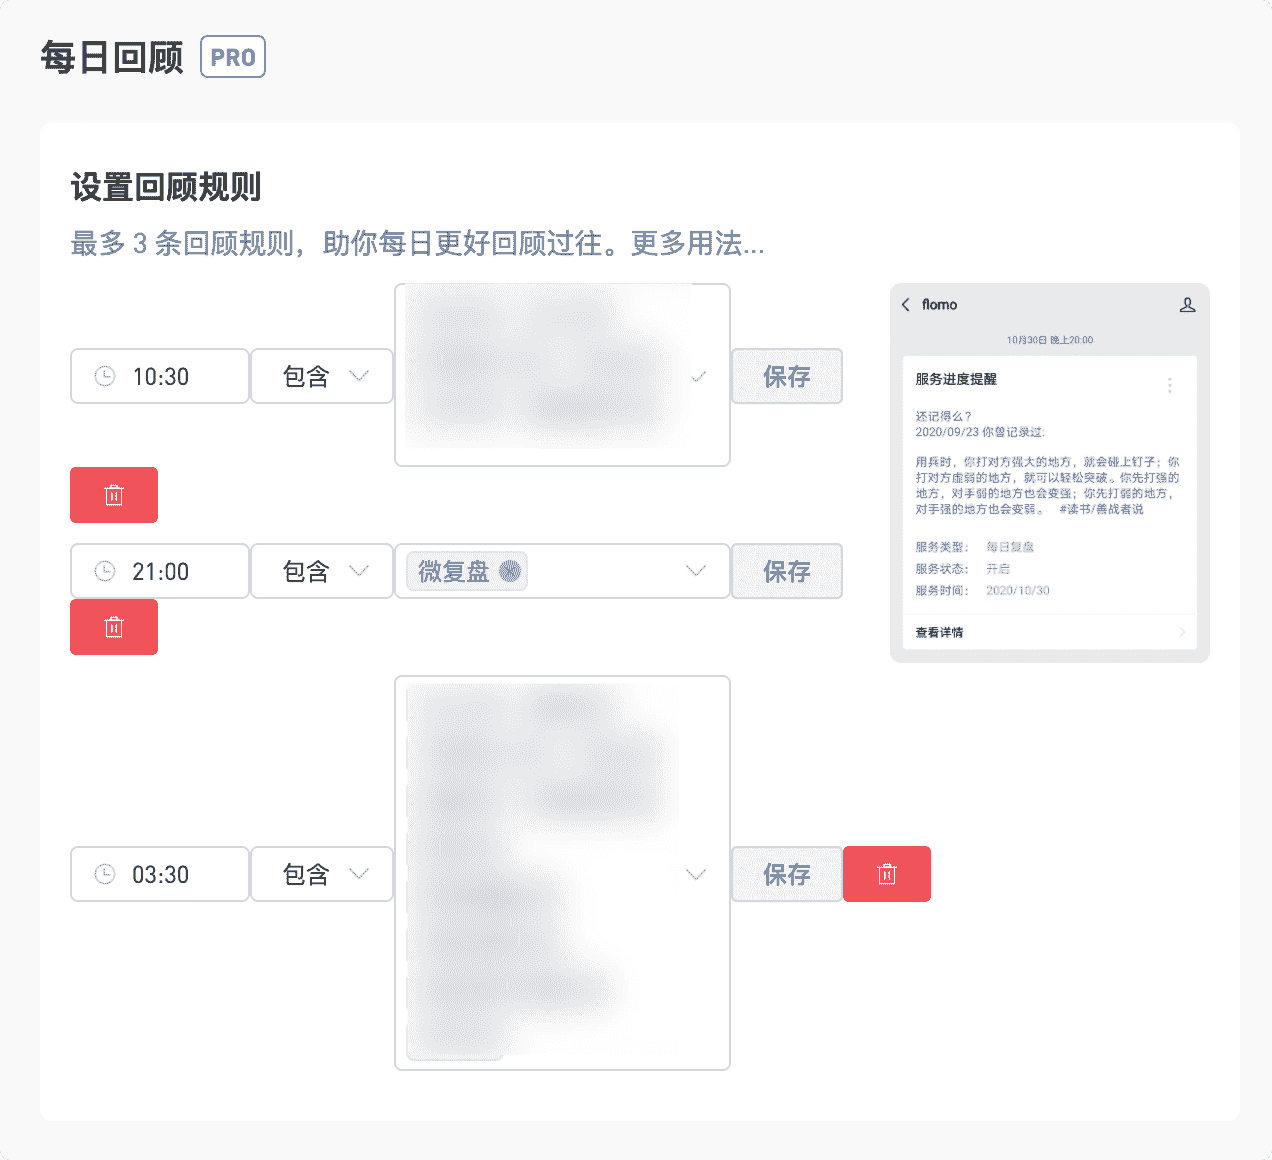 每日回顾 PRO
设置回顾规则
最多 3 条回顾规则，助你每日更好回顾过往。更多用法...
10:30 包含 保存
21:00 包含 微复盘 保存
03:30 包含 保存
flomo
10月30日 晚上20:00
服务进度提醒
还记得么？
2020/09/23 你曾记录过:
用兵时，你打对方强大的地方，就会碰上钉子；你
打对方虚弱的地方，就可以轻松突破。你先打强的
地方，对手弱的地方也会变强；你先打弱的地方，
对手强的地方也会变弱。 #读书/善战者说
服务类型： 每日复盘
服务状态： 开启
服务时间： 2020/10/30
查看详情